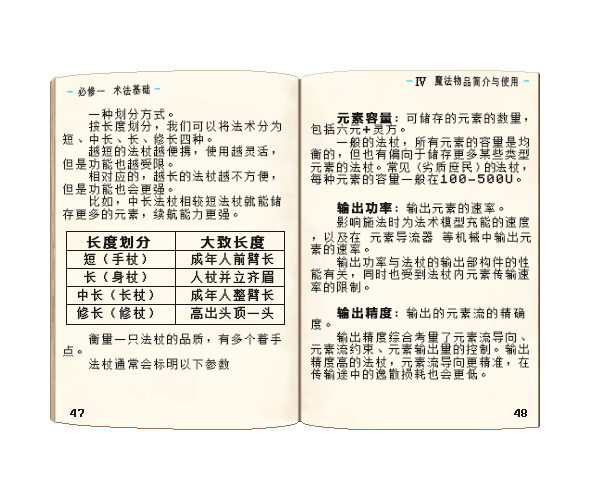 必修一 术法基础
一种划分方式。
按长度划分，我们可以将法术分为
短、中长、长、修长四种。
越短的法杖越便携，使用越灵活，
但是功能也越受限。
相对应的，越长的法杖越不方便，
但是功能也会更强。
比如，中长法杖相较短法杖就能储
存更多的元素，续航能力更强。
长度划分 大致长度
短（手杖） 成年人前臂长
长（身杖） 人杖并立齐眉
中长（长杖） 成年人整臂长
修长（修杖） 高出头顶一头
衡量一只法杖的品质，有多个着手
点。
法杖通常会标明以下参数
47
IV 魔法物品简介与使用
元素容量：可储存的元素的数量，
包括六元+灵方。
一般的法杖，所有元素的容量是均
衡的，但也有偏向于储存更多某些类型
元素的法杖。常见（劣质庶民）的法杖，
每种元素的容量一般在100-500U。
输出功率：输出元素的速率。
影响施法时为法术模型充能的速度
，以及在 元素导流器 等机械中输出元
素的速率。
输出功率与法杖的输出部构件的性
能有关，同时也受到法杖内元素传输速
率的限制。
输出精度：输出的元素流的精确
度。
输出精度综合考量了元素流导向、
元素流约束、元素输出量的控制。输出
精度高的法杖，元素流导向更精准，在
传输途中的逸散损耗也会更低。
48